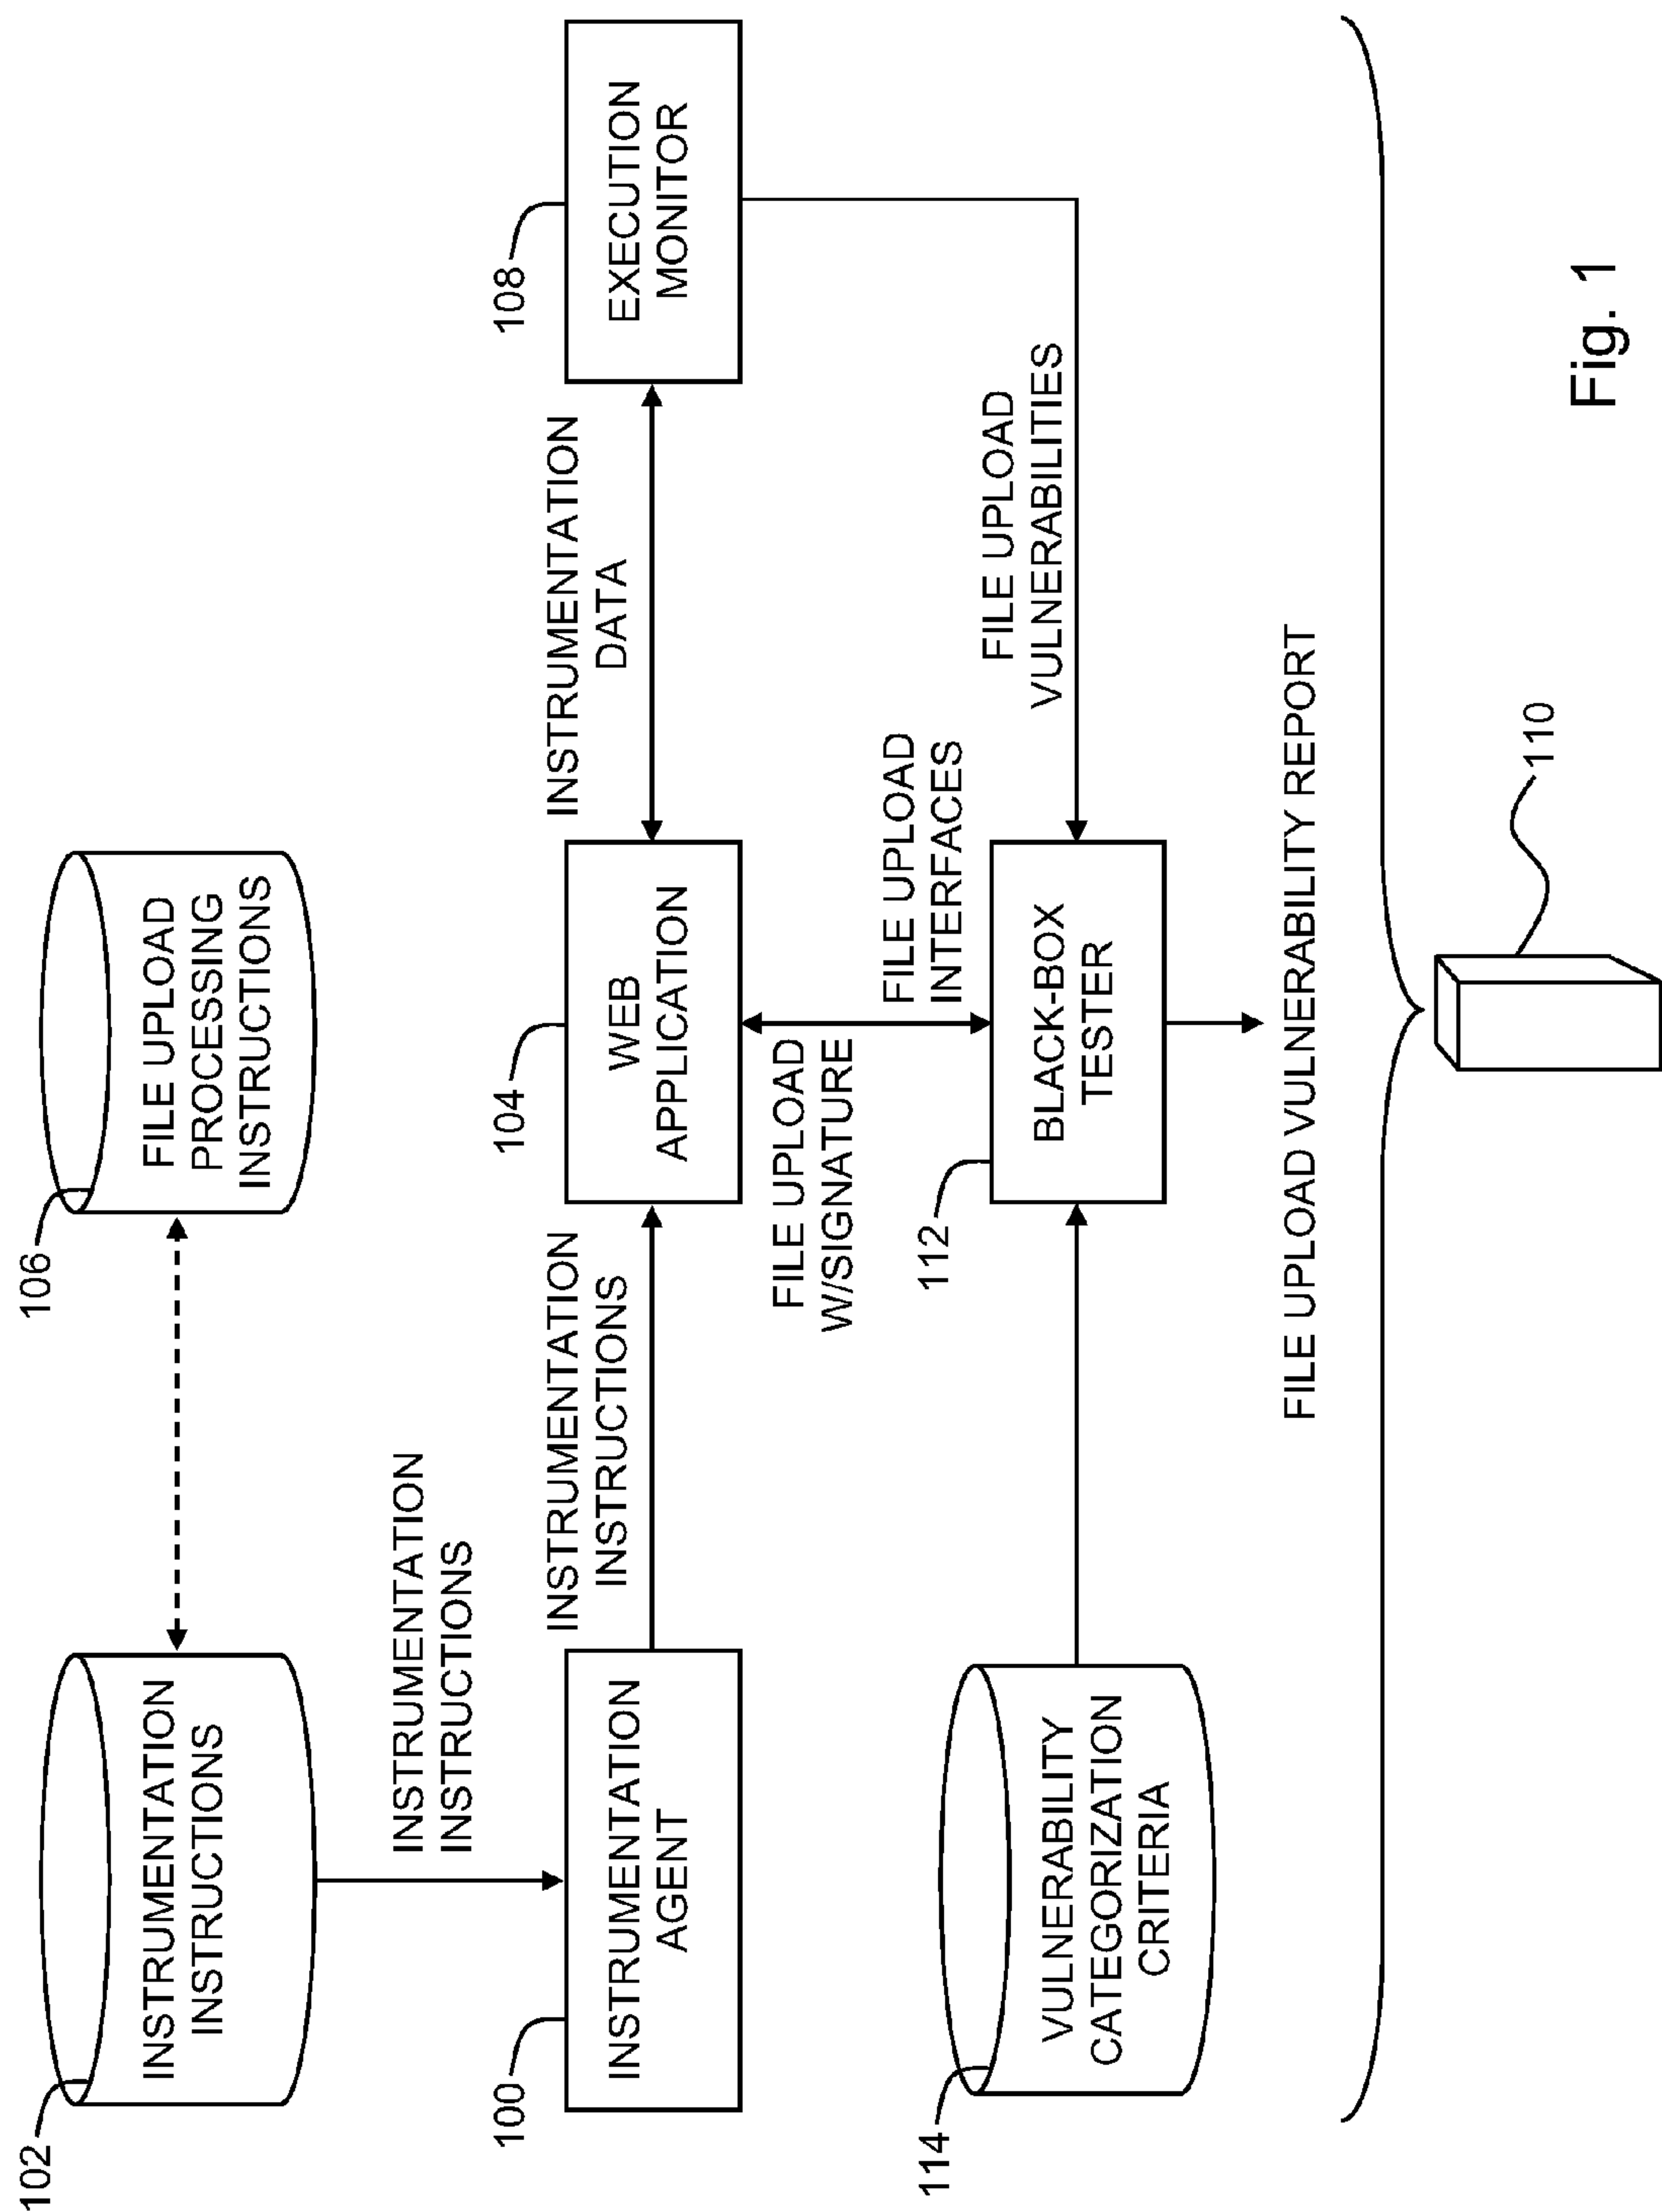 102
INSTRUMENTATION
INSTRUCTIONS
106
FILE UPLOAD
PROCESSING
INSTRUCTIONS
INSTRUMENTATION
INSTRUCTIONS
100
INSTRUMENTATION
AGENT
INSTRUMENTATION
INSTRUCTIONS
104
WEB
APPLICATION
INSTRUMENTATION
DATA
108
EXECUTION
MONITOR
FILE UPLOAD
W/SIGNATURE
FILE UPLOAD
INTERFACES
FILE UPLOAD
VULNERABILITIES
114
VULNERABILITY
CATEGORIZATION
CRITERIA
112
BLACK-BOX
TESTER
FILE UPLOAD VULNERABILITY REPORT
110
Fig. 1